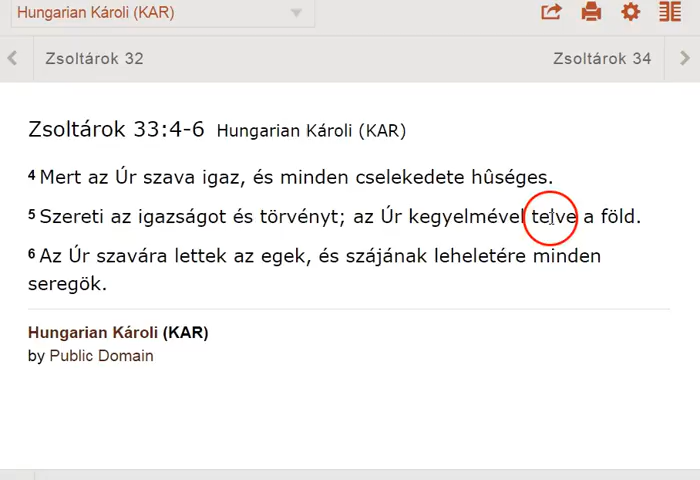 Hungarian Károli (KAR)
Zsoltárok 32
Zsoltárok 34
Zsoltárok 33:4-6 Hungarian Károli (KAR)
4 Mert az Úr szava igaz, és minden cselekedete hûséges.
5 Szereti az igazságot és törvényt; az Úr kegyelmével telve a föld.
6 Az Úr szavára lettek az egek, és szájának leheletére minden
seregök.
Hungarian Károli (KAR)
by Public Domain